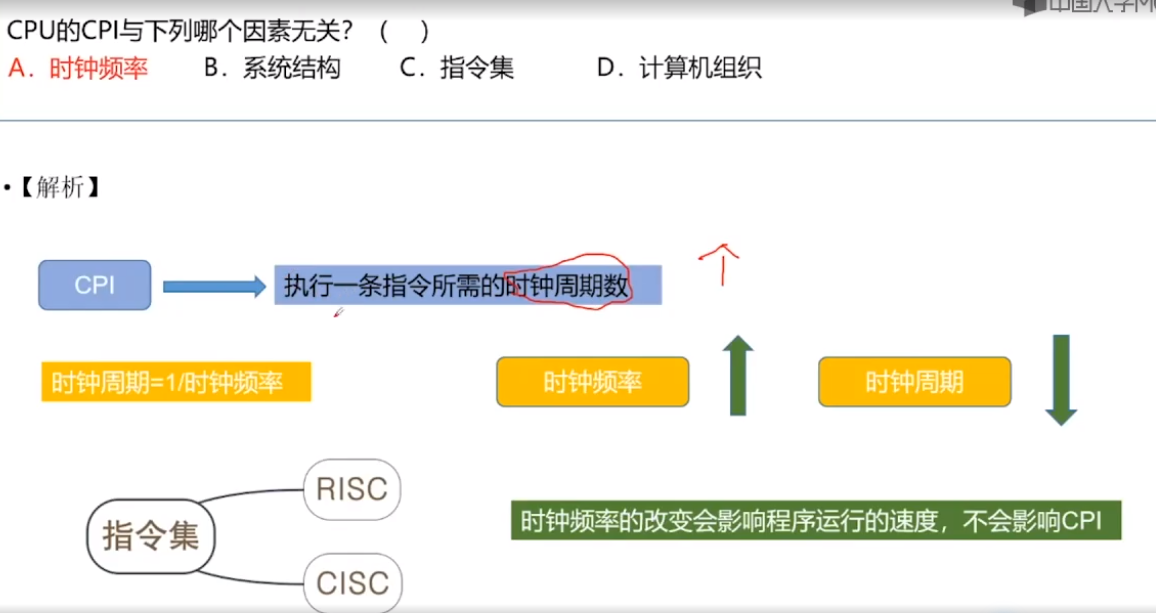 中国大学M
CPU的CPI与下列哪个因素无关？（ ）
A．时钟频率 B．系统结构 C．指令集 D．计算机组织
•【解析】
CPI
执行一条指令所需的时钟周期数
时钟周期=1/时钟频率
时钟频率
时钟周期
RISC
指令集
时钟频率的改变会影响程序运行的速度，不会影响CPI
CISC